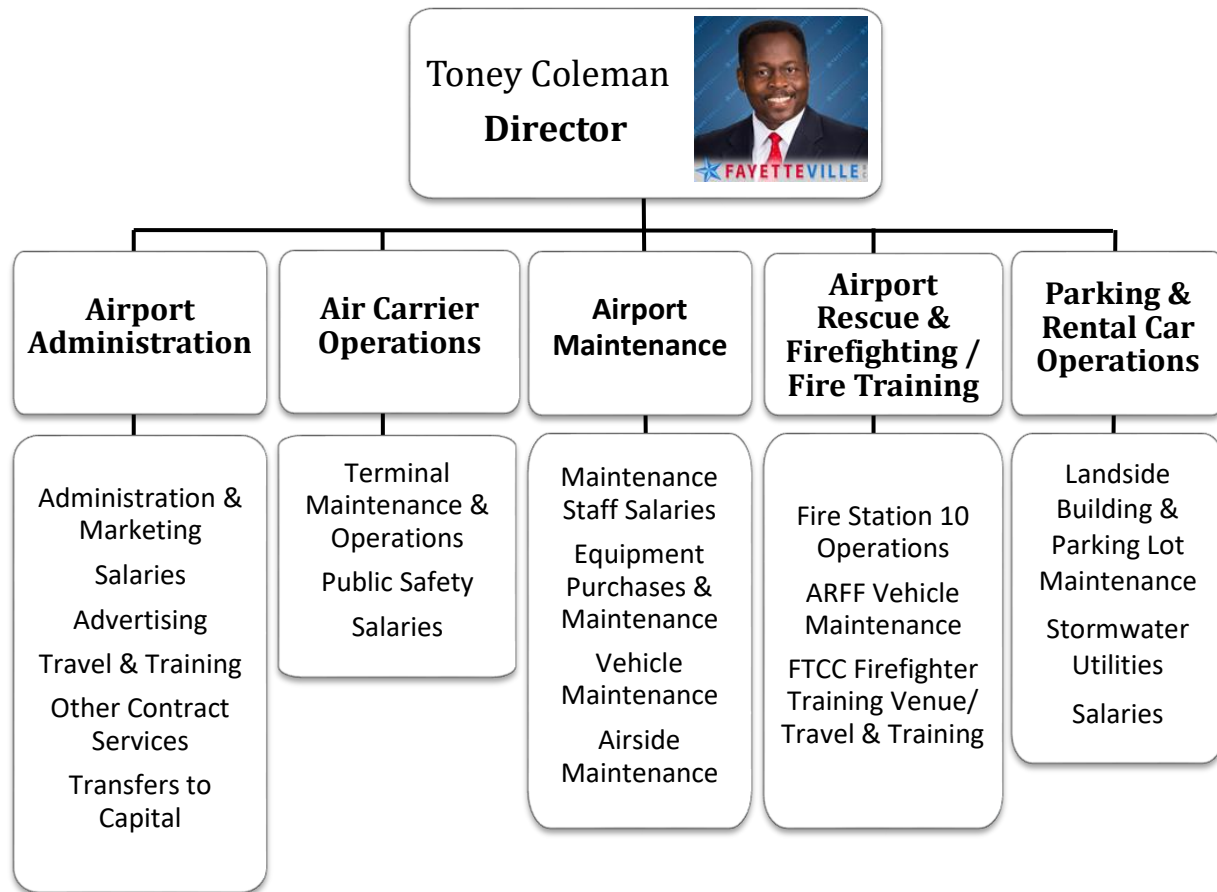 Toney Coleman
Director
FAYETTEVILLE
Airport
Administration
Air Carrier
Operations
Airport
Maintenance
Airport
Rescue &
Firefighting /
Fire Training
Parking &
Rental Car
Operations
Administration &
Marketing
Salaries
Advertising
Travel & Training
Other Contract
Services
Transfers to
Capital
Terminal
Maintenance &
Operations
Public Safety
Salaries
Maintenance
Staff Salaries
Equipment
Purchases &
Maintenance
Vehicle
Maintenance
Airside
Maintenance
Fire Station 10
Operations
ARFF Vehicle
Maintenance
FTCC Firefighter
Training Venue/
Travel & Training
Landside
Building &
Parking Lot
Maintenance
Stormwater
Utilities
Salaries